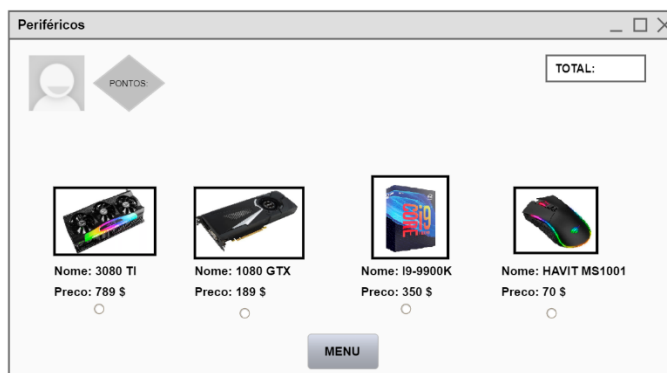 Periféricos
PONTOS:
TOTAL:
i9
Nome: 3080 TI
Preco: 789 $
Nome: 1080 GTX
Preco: 189 $
Nome: I9-9900K
Preco: 350 $
Nome: HAVIT MS1001
Preco: 70 $
MENU